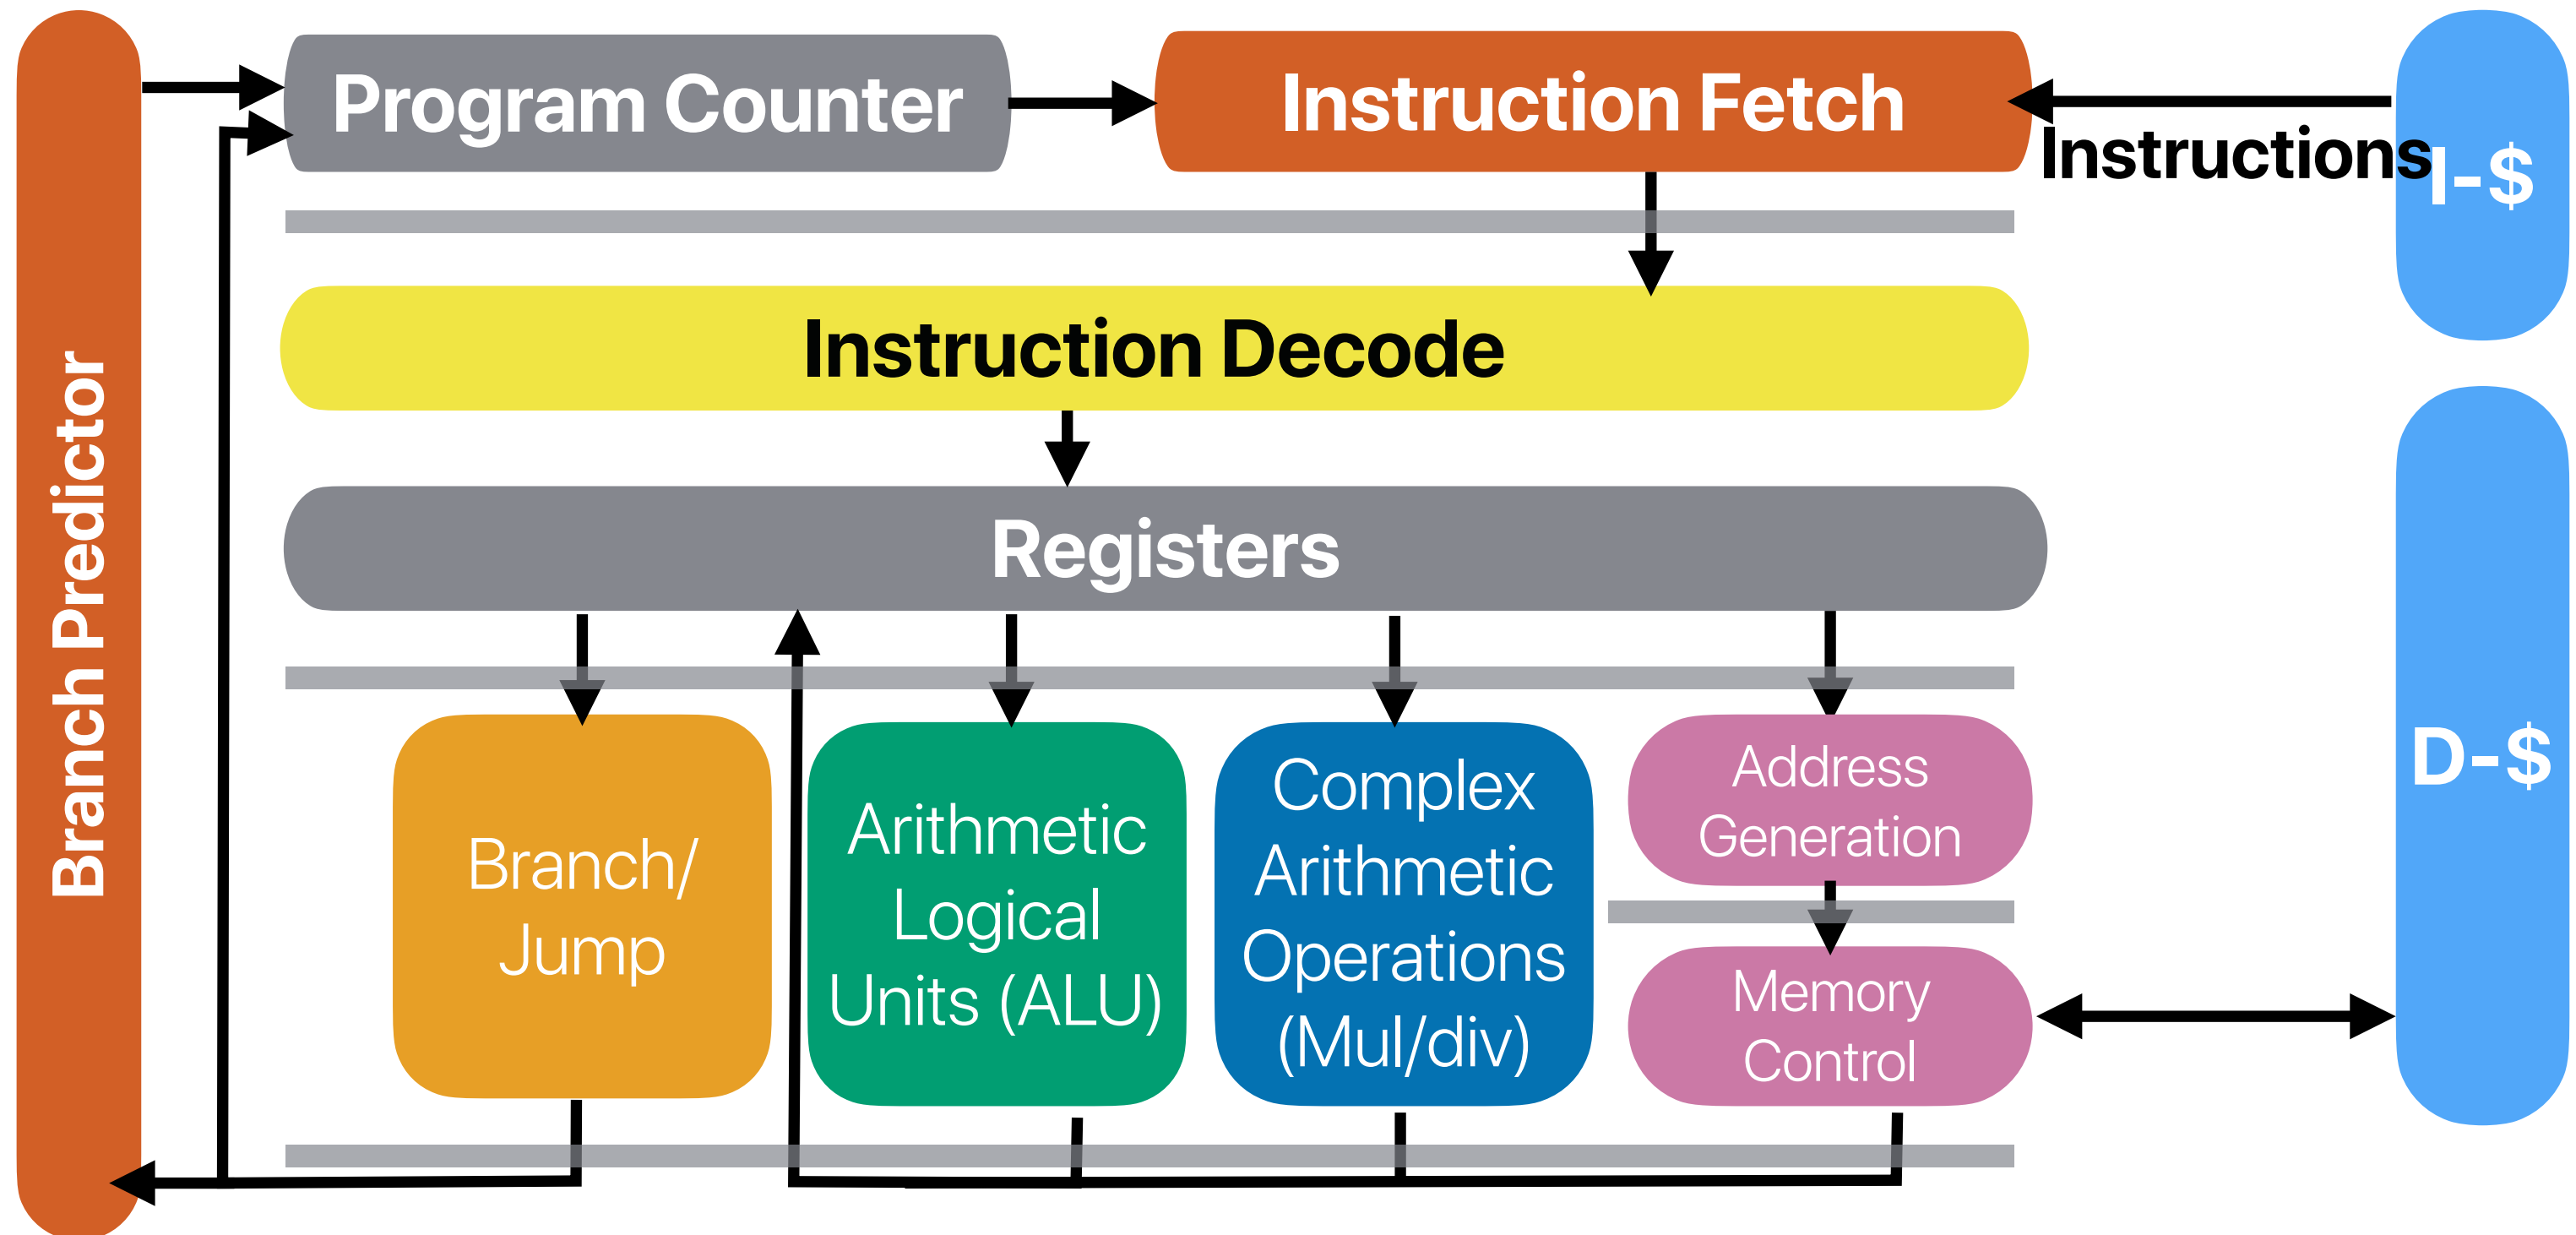 Branch Predictor
Program Counter
Instruction Fetch
Instructions
I-$
Instruction Decode
Registers
D-$
Branch/
Jump
Arithmetic
Logical
Units (ALU)
Complex
Arithmetic
Operations
(Mul/div)
Address
Generation
Memory
Control